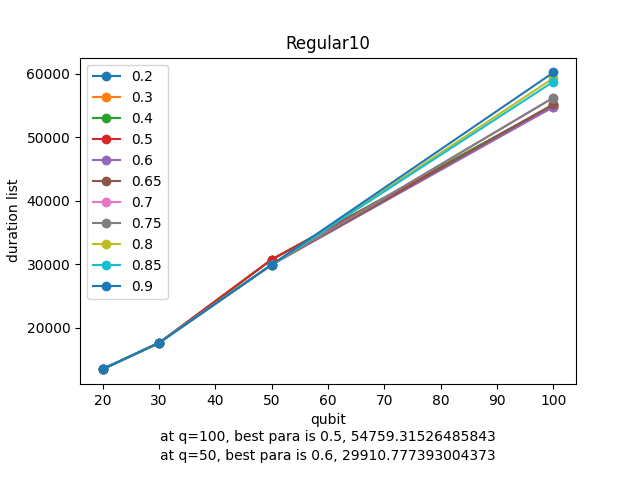 Regular10
60000
50000
40000
30000
20000
duration list
0.2
0.3
0.4
0.5
0.6
0.65
0.7
0.75
0.8
0.85
0.9
20 30 40 50 60 70 80 90 100
qubit
at q=100, best para is 0.5, 54759.31526485843
at q=50, best para is 0.6, 29910.777393004373